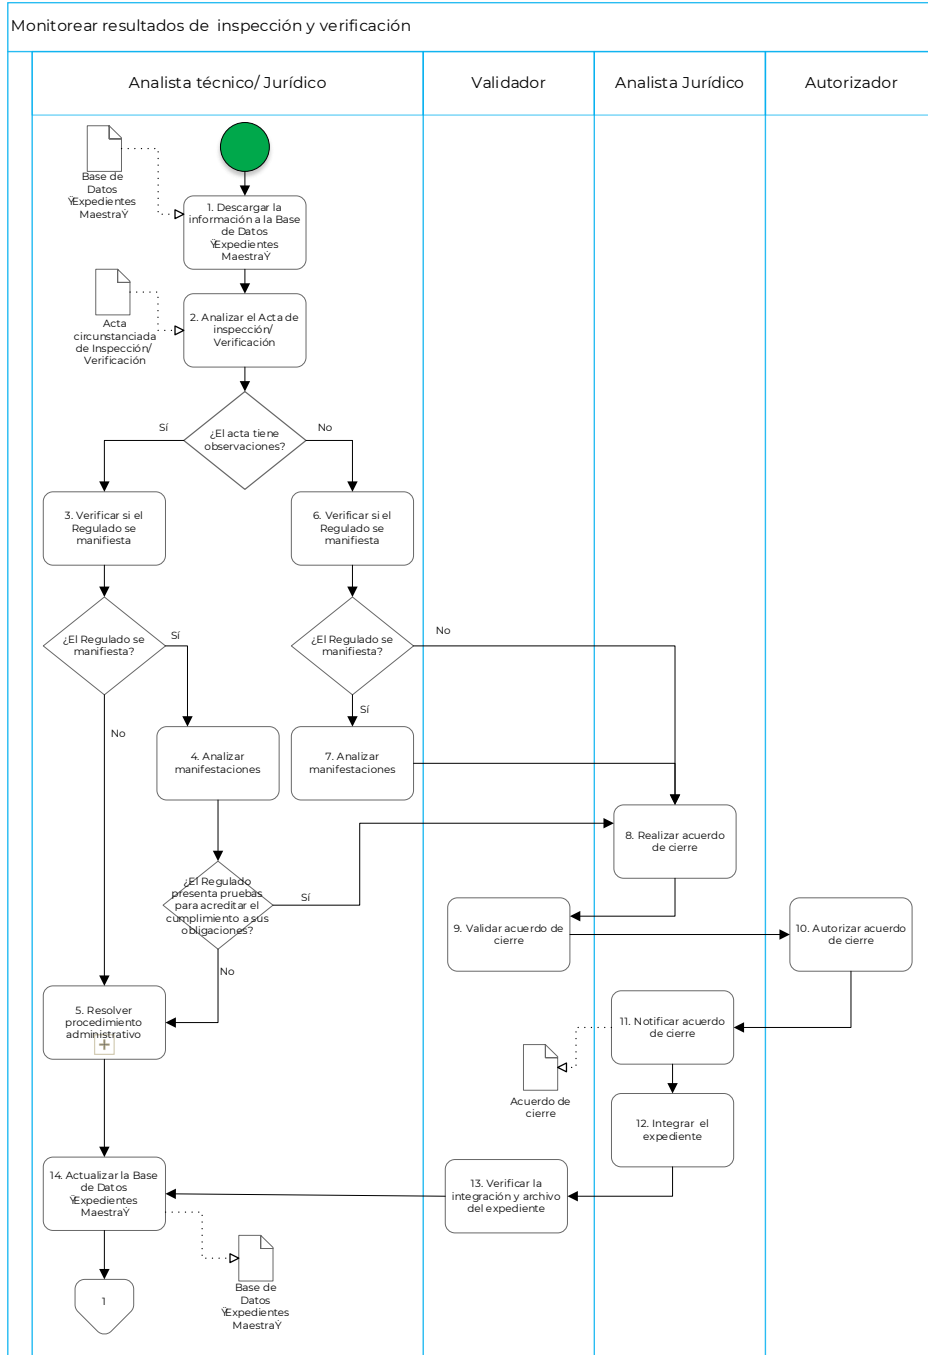 Monitorear resultados de inspección y verificación
Analista técnico/ Jurídico
Validador
Analista Jurídico
Autorizador
Base de
Datos
ŸExpedientes
MaestraŸ
1. Descargar la
información a la Base
de Datos
ŸExpedientes
MaestraŸ
Acta
circunstanciada
de Inspección/
Verificación
2. Analizar el Acta de
inspección/
Verificación
¿El acta tiene
observaciones?
Sí
No
3. Verificar si el
Regulado se
manifiesta
6. Verificar si el
Regulado se
manifiesta
¿El Regulado se
manifiesta?
Sí
No
¿El Regulado se
manifiesta?
No
Sí
4. Analizar
manifestaciones
7. Analizar
manifestaciones
8. Realizar acuerdo
de cierre
¿El Regulado
presenta pruebas
para acreditar el
cumplimiento a sus
obligaciones?
Sí
No
9. Validar acuerdo de
cierre
10. Autorizar acuerdo
de cierre
5. Resolver
procedimiento
administrativo
11. Notificar acuerdo
de cierre
Acuerdo de
cierre
12. Integrar el
expediente
13. Verificar la
integración y archivo
del expediente
14. Actualizar la Base
de Datos
ŸExpedientes
MaestraŸ
Base de
Datos
ŸExpedientes
MaestraŸ
1